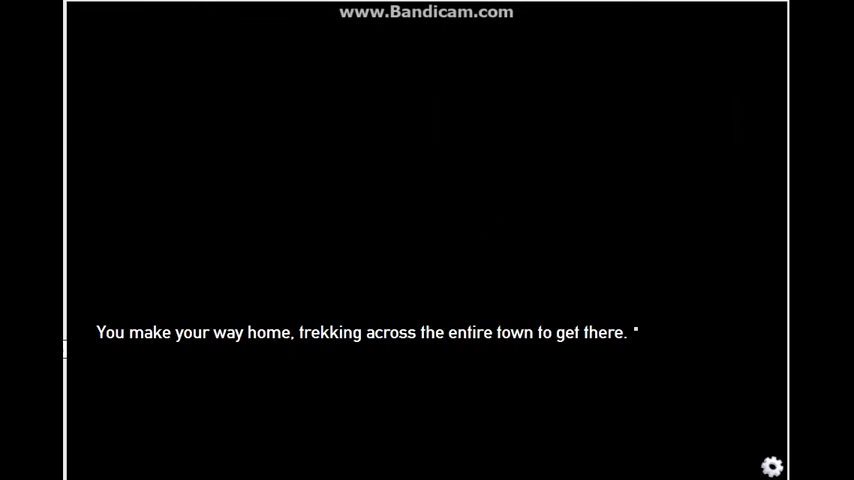 www.Bandicam.com
You make your way home, trekking across the entire town to get there.